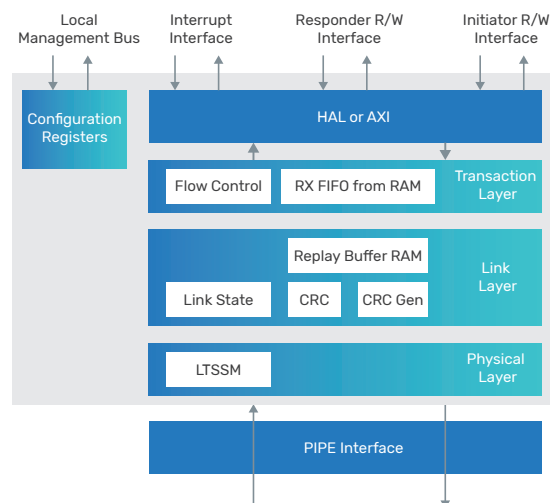 Local
Management Bus
Interrupt
Interface
Responder R/W
Interface
Initiator R/W
Interface
Configuration
Registers
HAL or AXI
Flow Control
RX FIFO from RAM
Transaction
Layer
Replay Buffer RAM
Link State
CRC
CRC Gen
Link
Layer
LTSSM
Physical
Layer
PIPE Interface